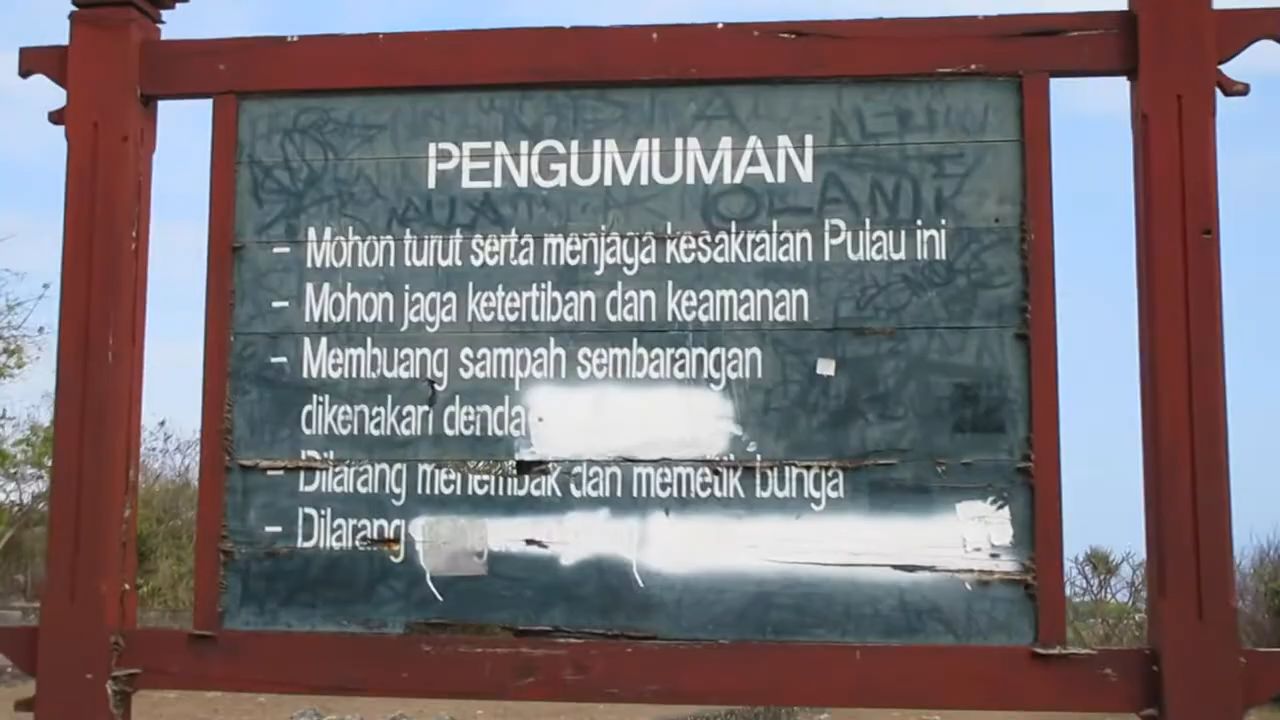 PENGUMUMAN
- Mohon turut serta menjaga kesakralan Pulau ini
- Mohon jaga ketertiban dan keamanan
- Membuang sampah sembarangan
dikenakan denda
- Dilarang menembak dan memetik bunga
- Dilarang